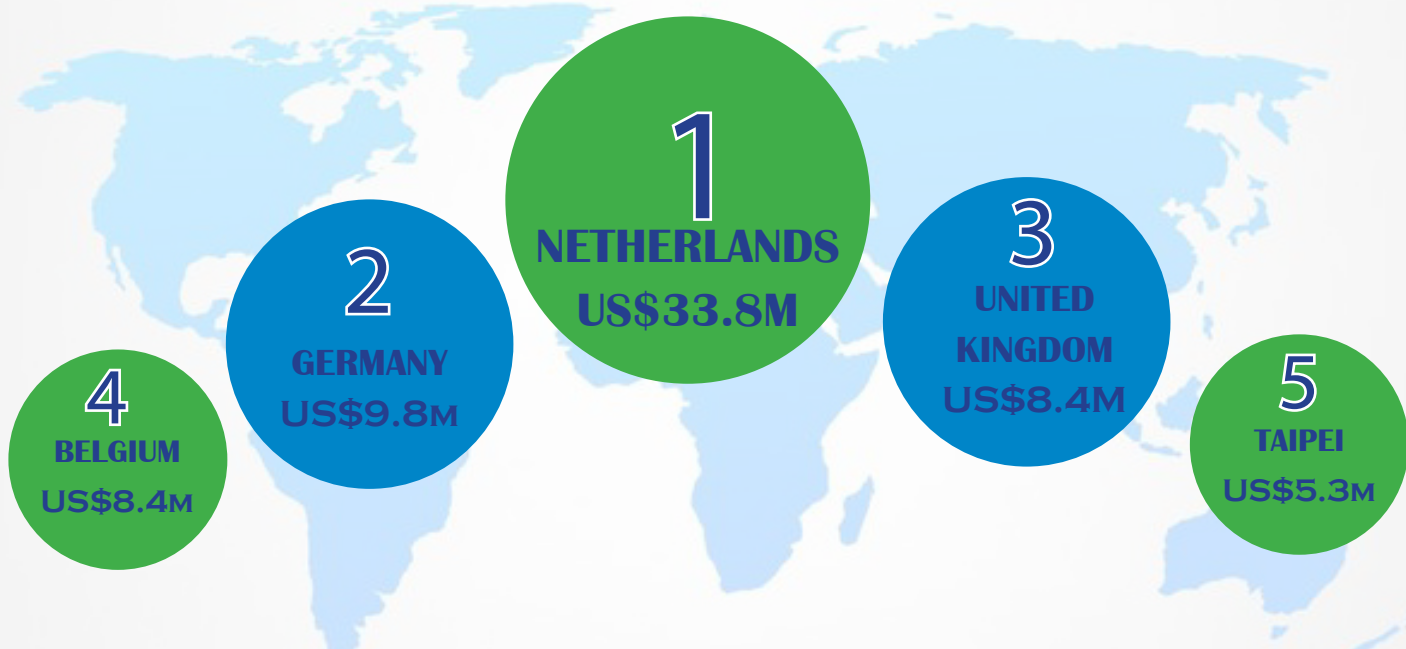 1
NETHERLANDS
US$33.8M
2
GERMANY
US$9.8M
3
UNITED
KINGDOM
US$8.4M
4
BELGIUM
US$8.4M
5
TAIPEI
US$5.3M